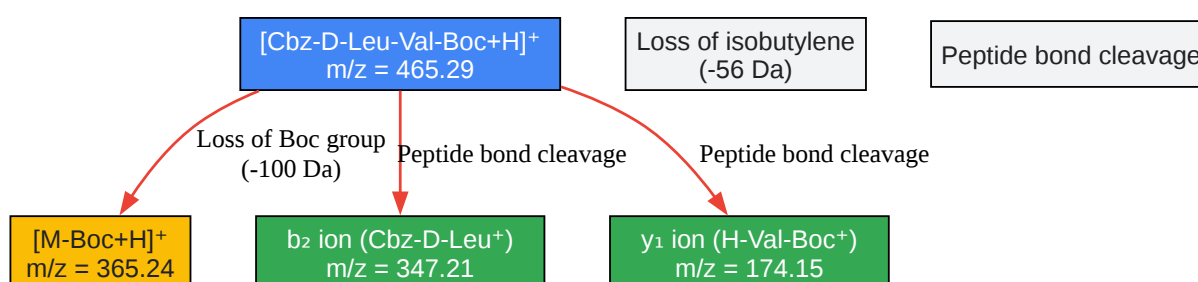 [Cbz-D-Leu-Val-Boc+H]⁺
m/z = 465.29
Loss of isobutylene
(-56 Da)
Peptide bond cleavage
Loss of Boc group
(-100 Da)
Peptide bond cleavage
Peptide bond cleavage
[M-Boc+H]⁺
m/z = 365.24
b₂ ion (Cbz-D-Leu⁺)
m/z = 347.21
y₁ ion (H-Val-Boc⁺)
m/z = 174.15